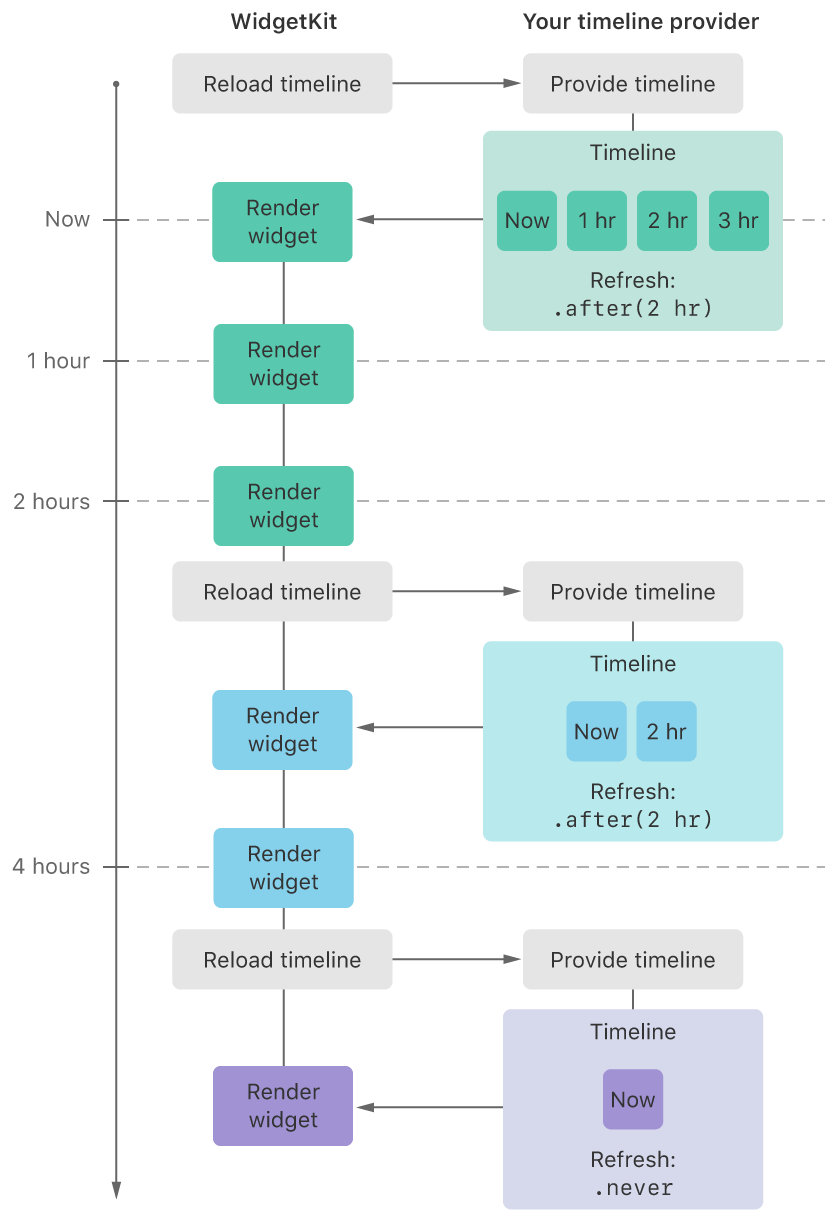 WidgetKit
Your timeline provider
Reload timeline
Provide timeline
Timeline
Now
Render
widget
Now
1 hr
2 hr
3 hr
Refresh:
.after(2 hr)
1 hour
Render
widget
2 hours
Render
widget
Reload timeline
Provide timeline
Timeline
Render
widget
Now
2 hr
Refresh:
.after(2 hr)
4 hours
Render
widget
Reload timeline
Provide timeline
Timeline
Render
widget
Now
Refresh:
.never